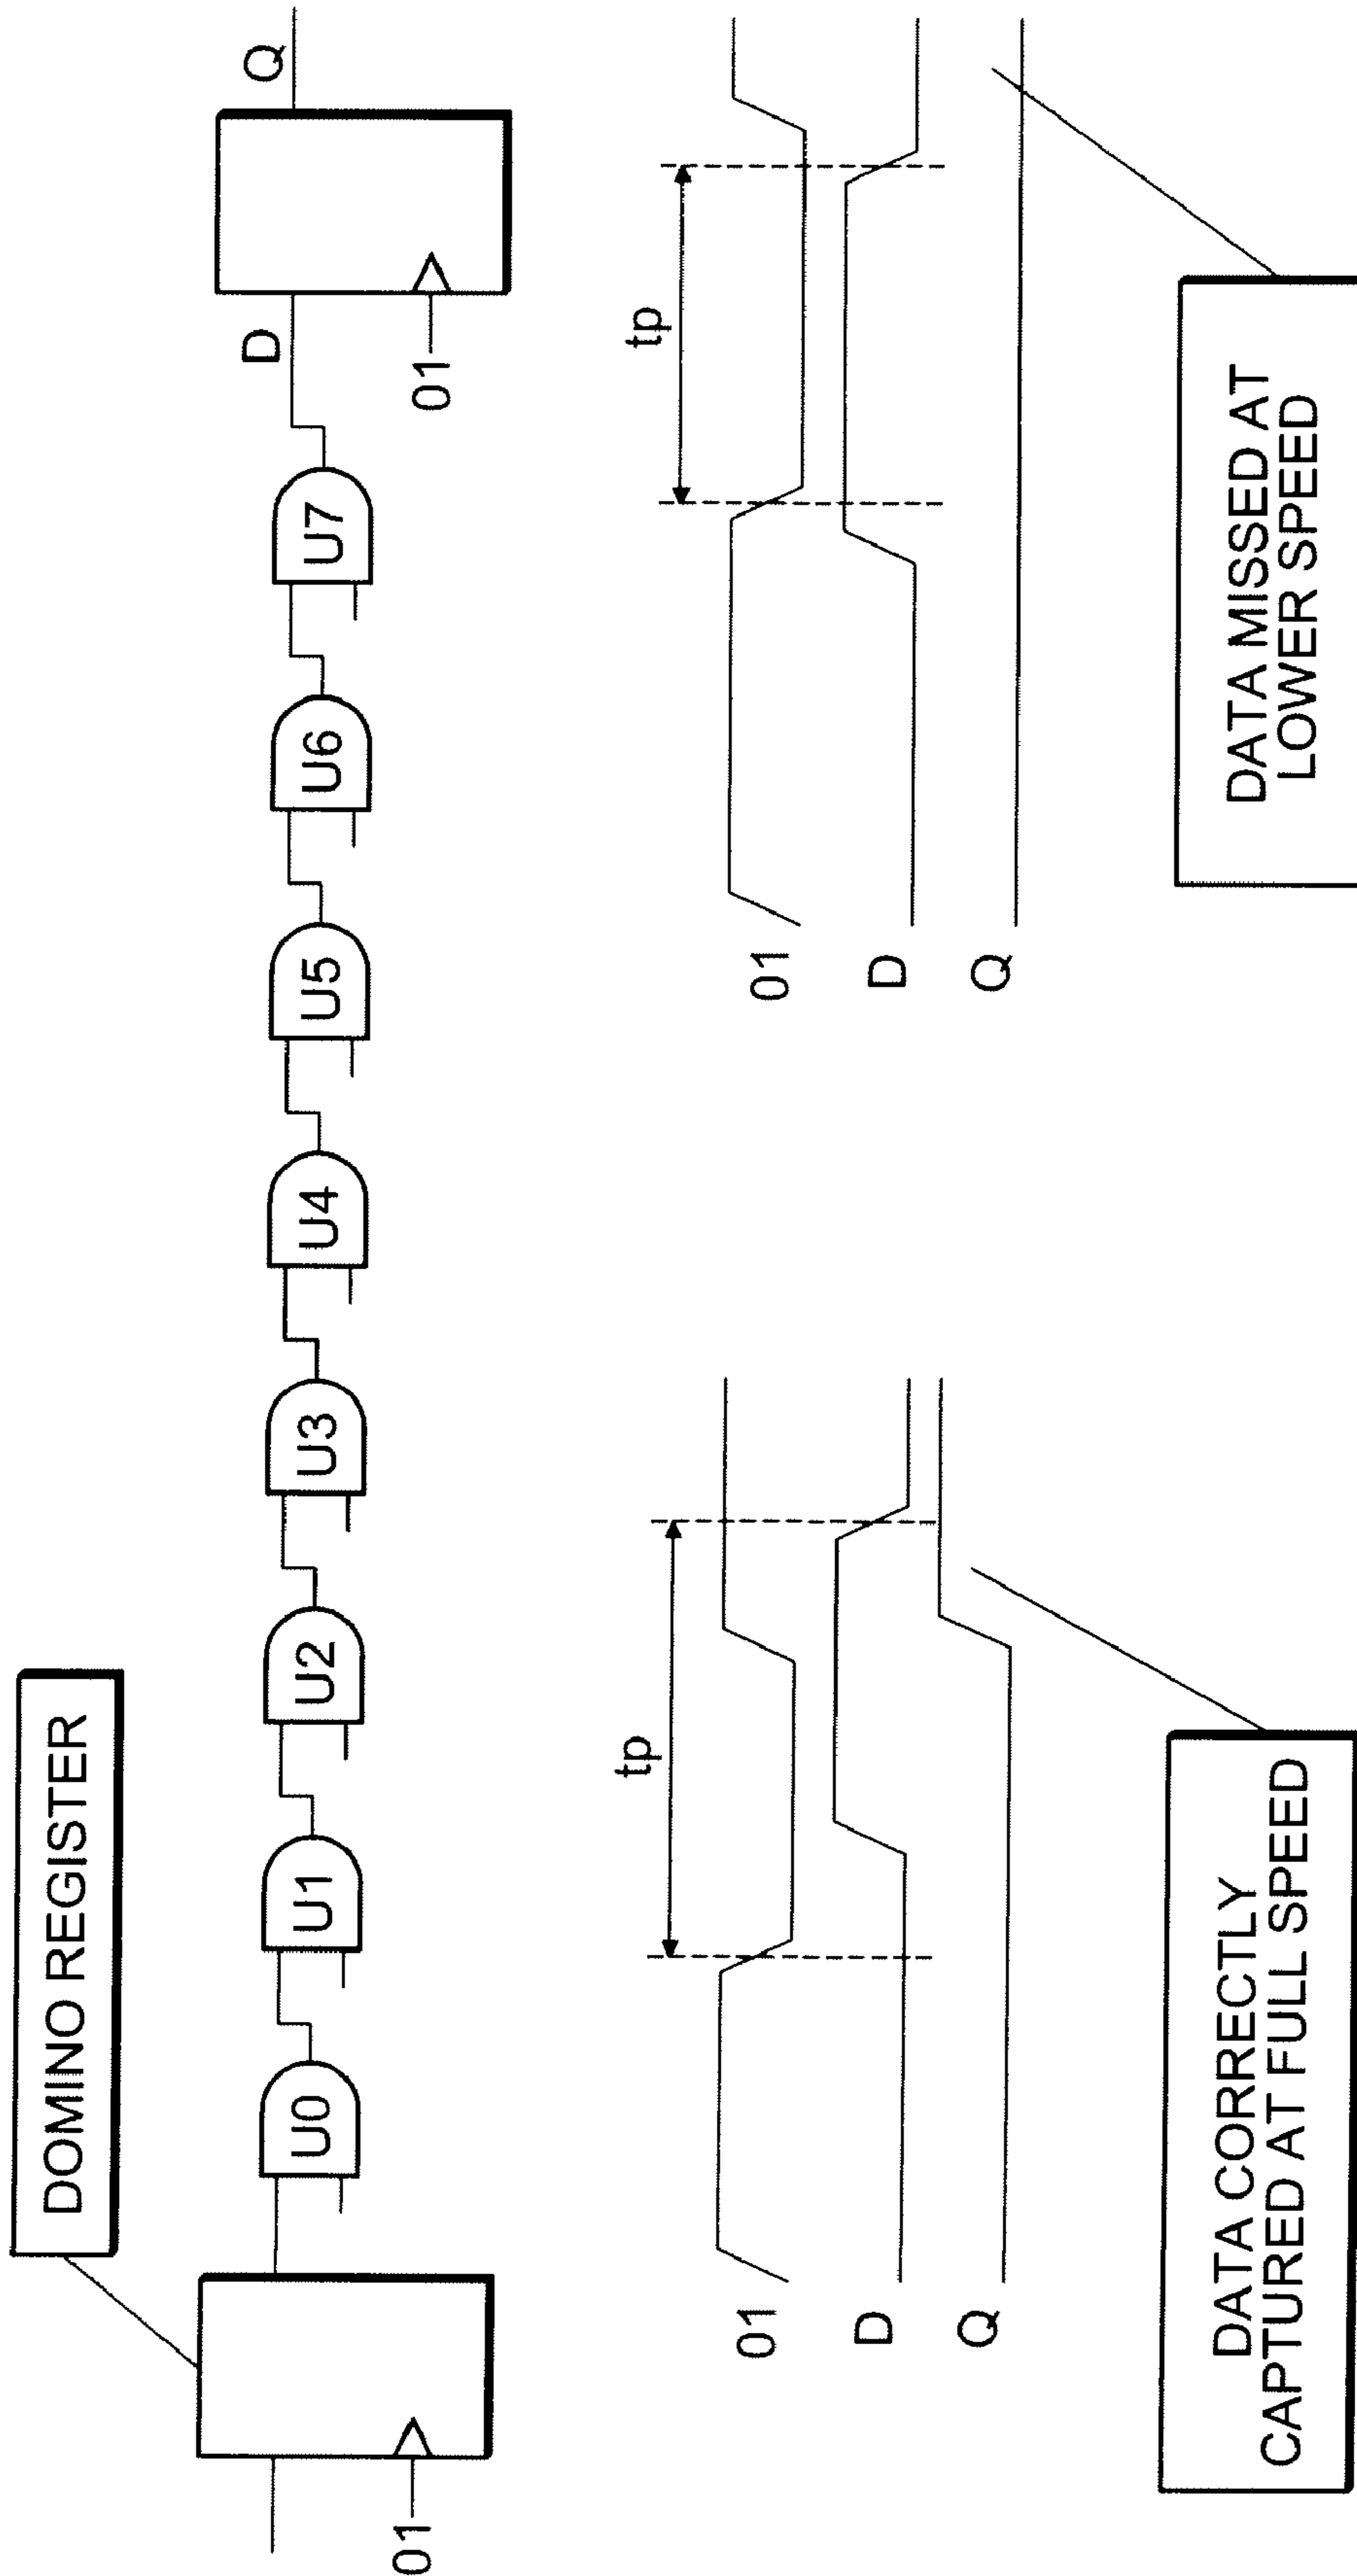 DOMINO REGISTER
01
U0
U1
U2
U3
U4
U5
U6
U7
D
01
Q
tp
01
D
Q
DATA CORRECTLY
CAPTURED AT FULL SPEED
tp
01
D
Q
DATA MISSED AT
LOWER SPEED